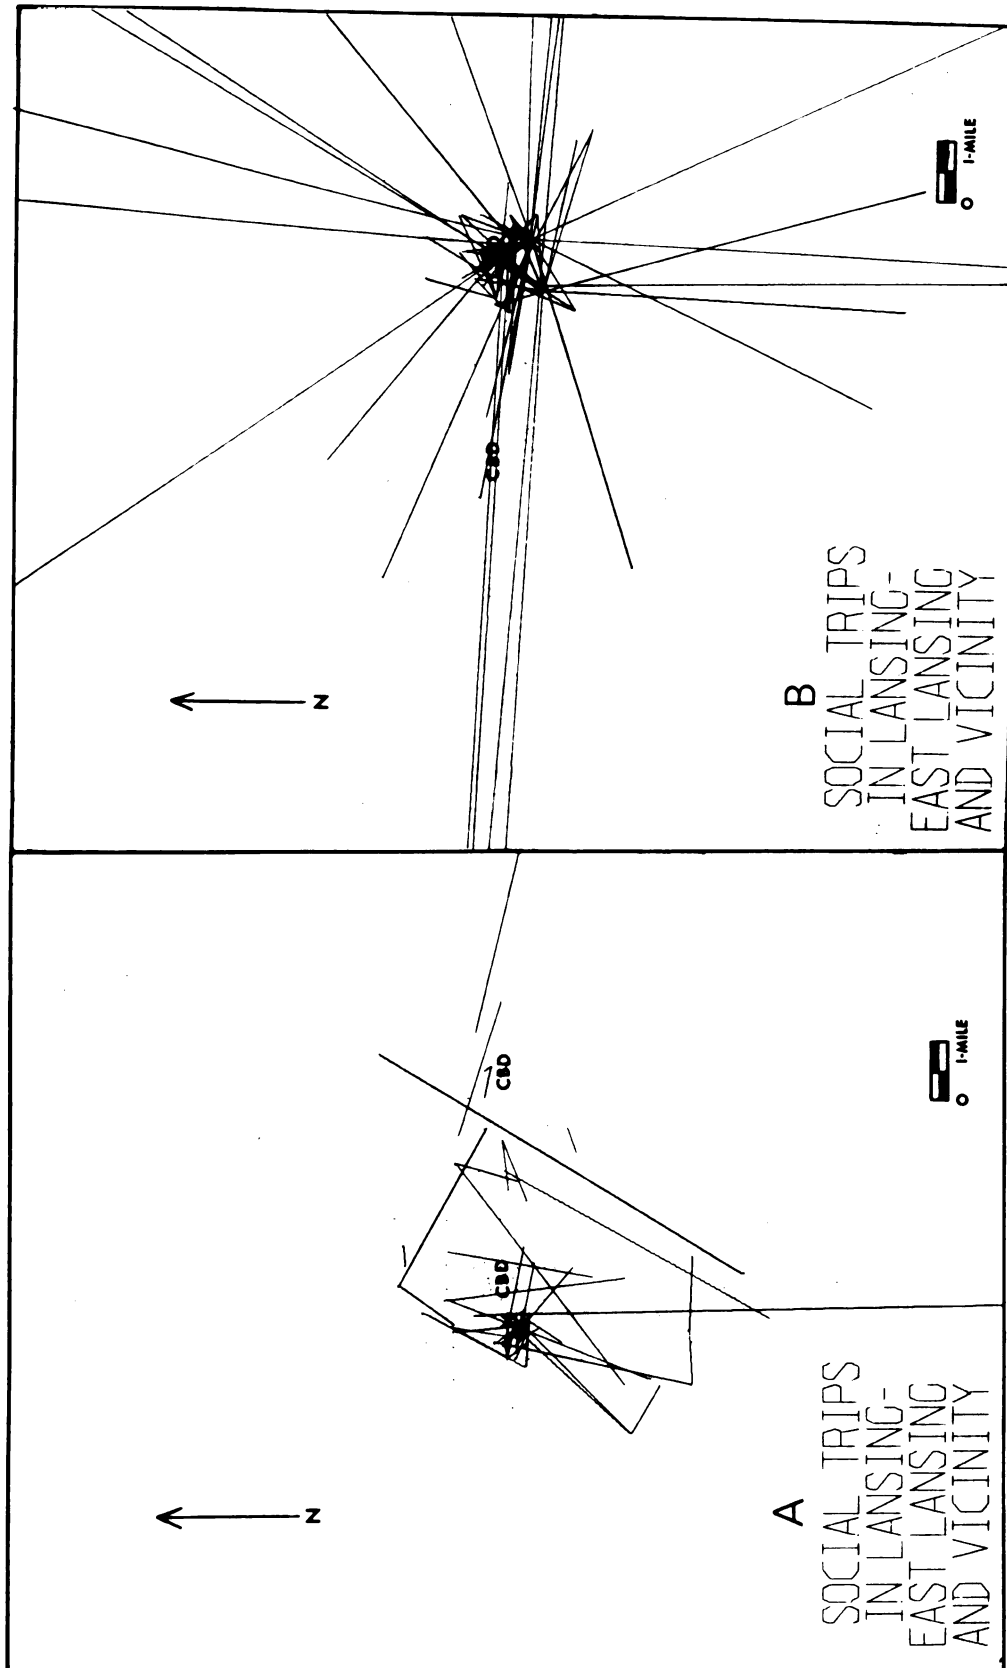 N
CBD
CBD
0
1-MILE
A
SOCIAL TRIPS
IN LANSING-
EAST LANSING
AND VICINITY
N
CBD
0
1-MILE
B
SOCIAL TRIPS
IN LANSING-
EAST LANSING
AND VICINITY